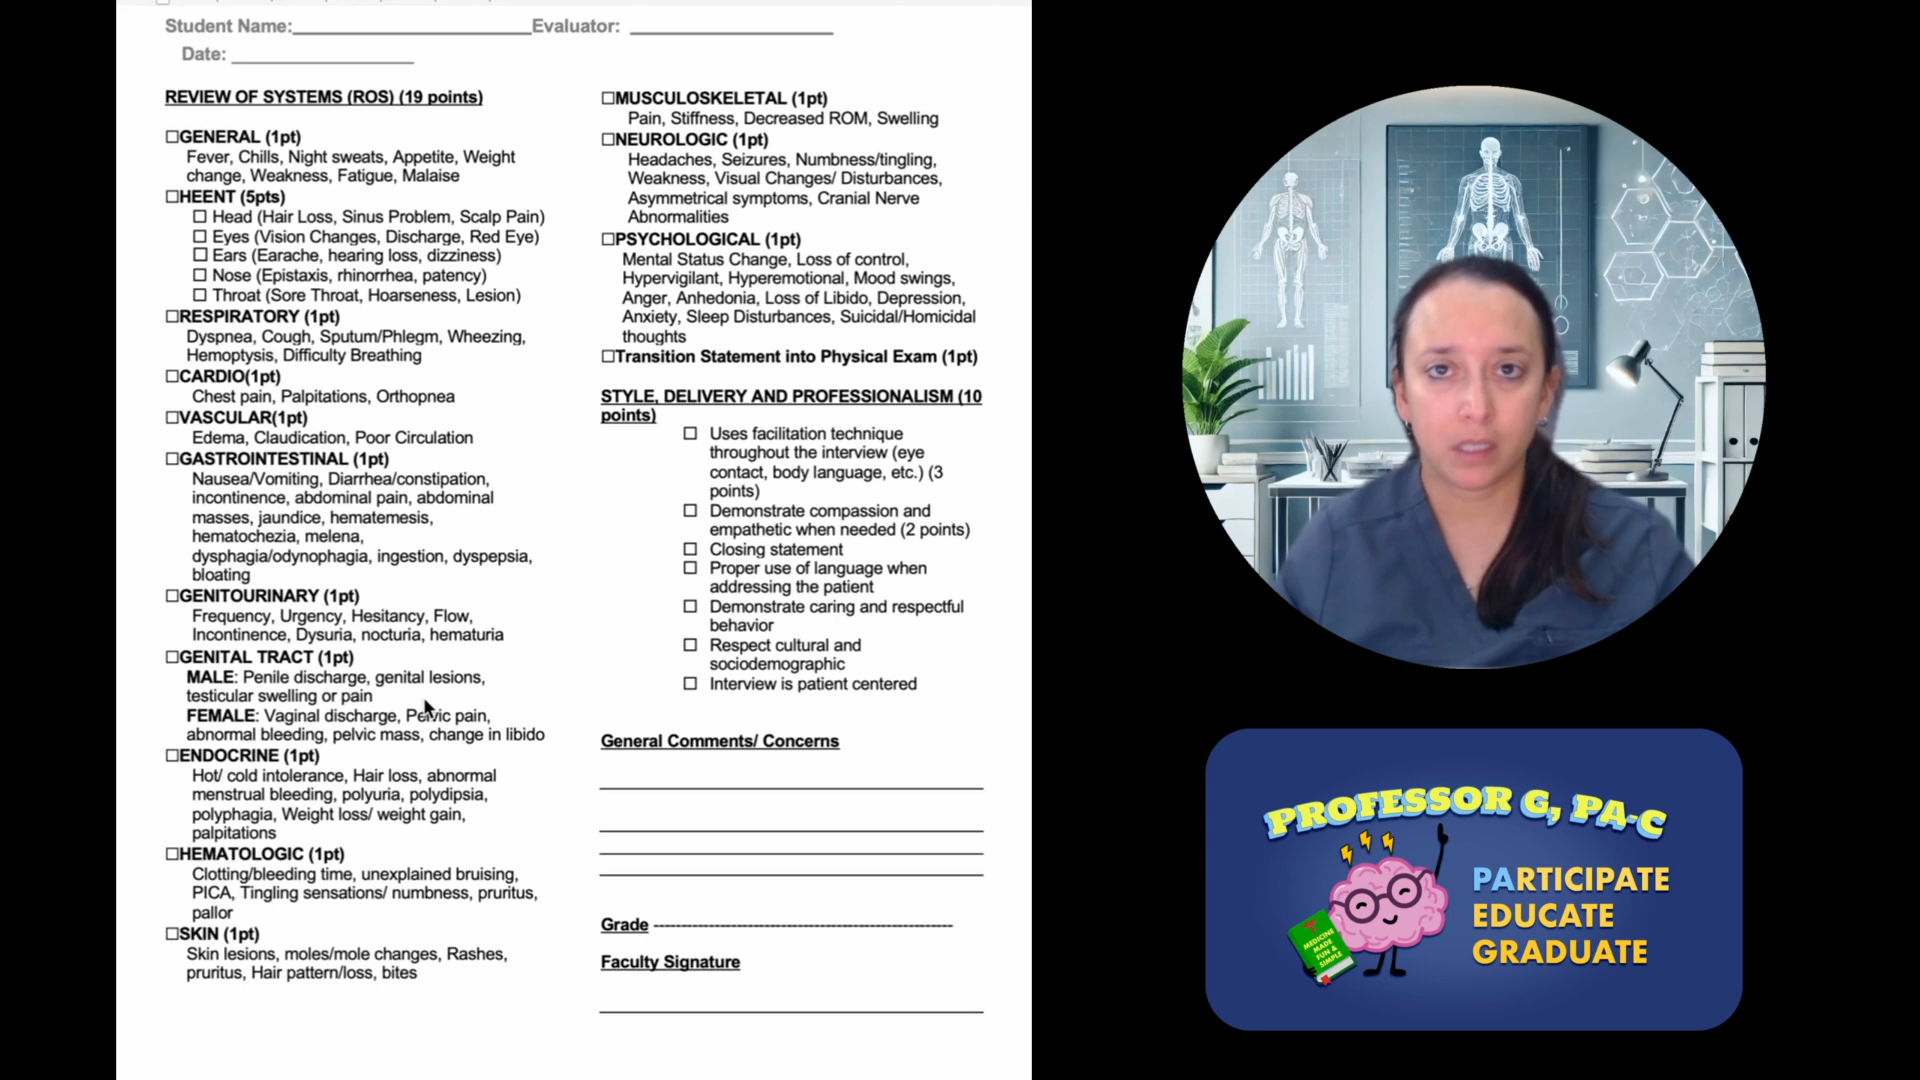 Student Name:______________________Evaluator: ___________________
Date: _________________
REVIEW OF SYSTEMS (ROS) (19 points)
☐GENERAL (1pt)
Fever, Chills, Night sweats, Appetite, Weight
change, Weakness, Fatigue, Malaise
☐HEENT (5pts)
☐ Head (Hair Loss, Sinus Problem, Scalp Pain)
☐ Eyes (Vision Changes, Discharge, Red Eye)
☐ Ears (Earache, hearing loss, dizziness)
☐ Nose (Epistaxis, rhinorrhea, patency)
☐ Throat (Sore Throat, Hoarseness, Lesion)
☐RESPIRATORY (1pt)
Dyspnea, Cough, Sputum/Phlegm, Wheezing,
Hemoptysis, Difficulty Breathing
☐CARDIO(1pt)
Chest pain, Palpitations, Orthopnea
☐VASCULAR(1pt)
Edema, Claudication, Poor Circulation
☐GASTROINTESTINAL (1pt)
Nausea/Vomiting, Diarrhea/constipation,
incontinence, abdominal pain, abdominal
masses, jaundice, hematemesis,
hematochezia, melena,
dysphagia/odynophagia, ingestion, dyspepsia,
bloating
☐GENITOURINARY (1pt)
Frequency, Urgency, Hesitancy, Flow,
Incontinence, Dysuria, nocturia, hematuria
☐GENITAL TRACT (1pt)
MALE: Penile discharge, genital lesions,
testicular swelling or pain
FEMALE: Vaginal discharge, Pelvic pain,
abnormal bleeding, pelvic mass, change in libido
☐ENDOCRINE (1pt)
Hot/ cold intolerance, Hair loss, abnormal
menstrual bleeding, polyuria, polydipsia,
polyphagia, Weight loss/ weight gain,
palpitations
☐HEMATOLOGIC (1pt)
Clotting/bleeding time, unexplained bruising,
PICA, Tingling sensations/ numbness, pruritus,
pallor
☐SKIN (1pt)
Skin lesions, moles/mole changes, Rashes,
pruritus, Hair pattern/loss, bites
☐MUSCULOSKELETAL (1pt)
Pain, Stiffness, Decreased ROM, Swelling
☐NEUROLOGIC (1pt)
Headaches, Seizures, Numbness/tingling,
Weakness, Visual Changes/ Disturbances,
Asymmetrical symptoms, Cranial Nerve
Abnormalities
☐PSYCHOLOGICAL (1pt)
Mental Status Change, Loss of control,
Hypervigilant, Hyperemotional, Mood swings,
Anger, Anhedonia, Loss of Libido, Depression,
Anxiety, Sleep Disturbances, Suicidal/Homicidal
thoughts
☐Transition Statement into Physical Exam (1pt)
STYLE, DELIVERY AND PROFESSIONALISM (10
points)
☐ Uses facilitation technique
throughout the interview (eye
contact, body language, etc.) (3
points)
☐ Demonstrate compassion and
empathetic when needed (2 points)
☐ Closing statement
☐ Proper use of language when
addressing the patient
☐ Demonstrate caring and respectful
behavior
☐ Respect cultural and
sociodemographic
☐ Interview is patient centered
General Comments/ Concerns
Grade ------------------------------------------------------
Faculty Signature
PROFESSOR G, PA-C
PARTICIPATE
EDUCATE
GRADUATE
MEDICINE
MADE
FUN &
SIMPLE